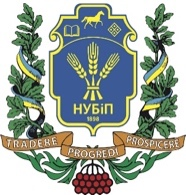 НУБіП
1898
TRADERE
PROGREDI
PROSPICERE